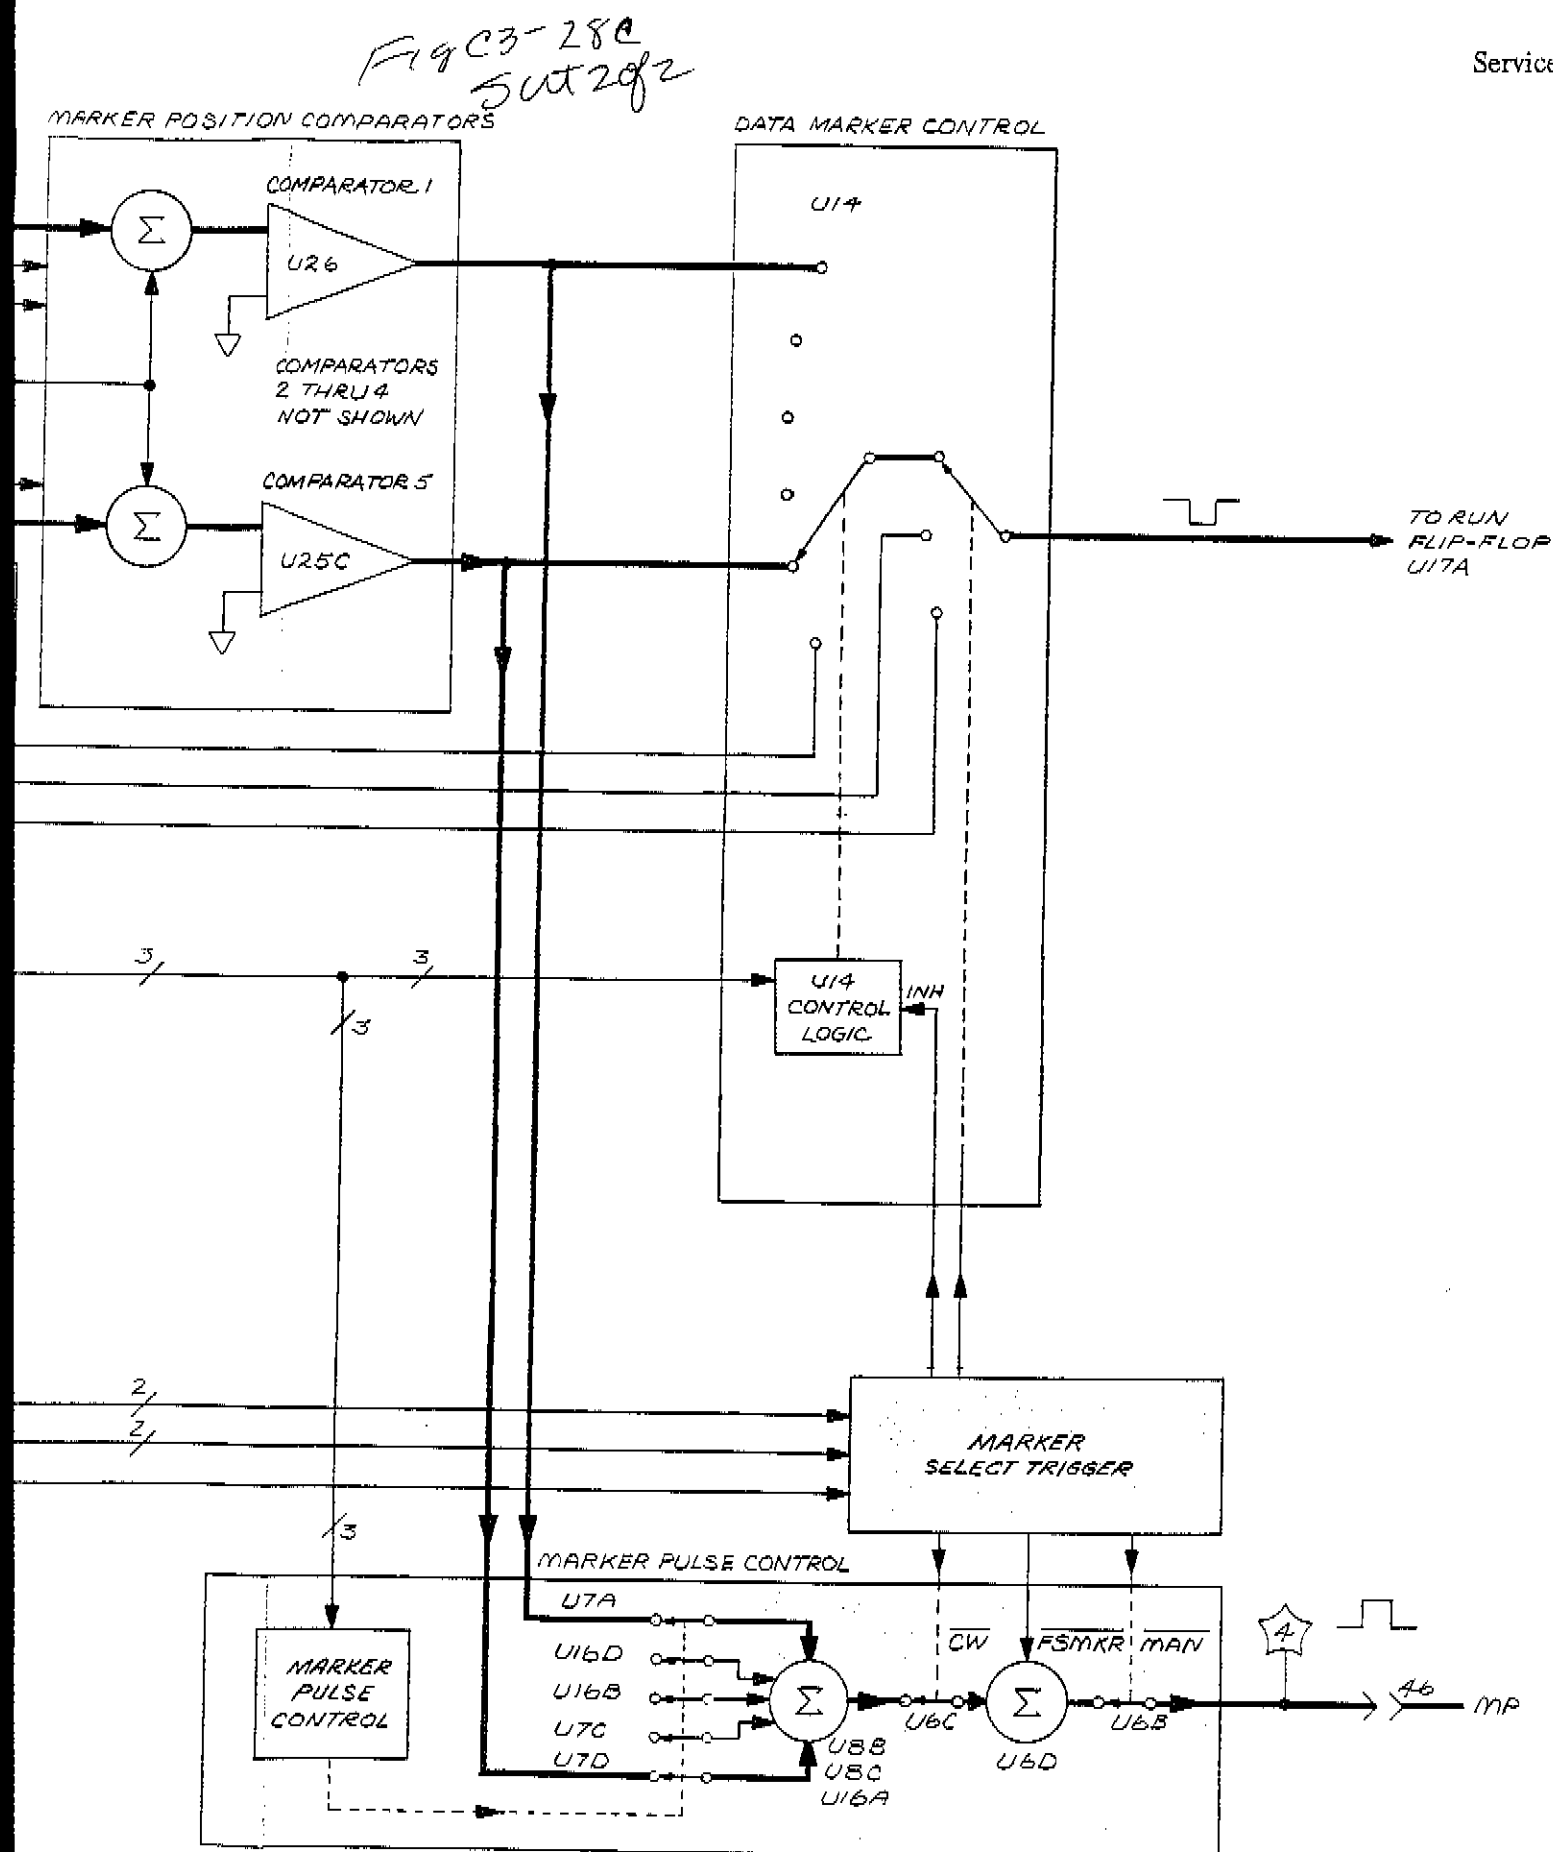 Fig C3-28C
Service
Sht 2 of 2
MARKER POSITION COMPARATORS
DATA MARKER CONTROL
COMPARATOR 1
U14
Σ
U26
COMPARATORS
2 THRU 4
NOT SHOWN
COMPARATOR 5
Σ
U25C
TO RUN
FLIP-FLOP
U17A
3
3
U14
CONTROL
LOGIC
INH
3
2
2
MARKER
SELECT TRIGGER
3
MARKER PULSE CONTROL
U7A
CW
FSMKR
MAN
4
U16D
MARKER
PULSE
CONTROL
U16B
Σ
Σ
46
MP
U7C
U6C
U6B
U7D
U8B
U8C
U16A
U6D